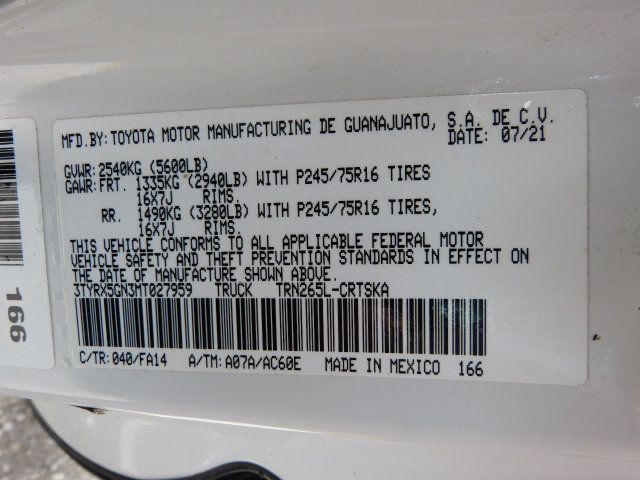 MFD.BY:TOYOTA MOTOR MANUFACTURING DE GUANAJUATO, S.A. DE C.V.
DATE: 07/21
GVWR:2540KG (5600LB)
GAWR:FRT. 1335KG (2940LB) WITH P245/75R16 TIRES
16X7J RIMS.
RR. 1490KG (3280LB) WITH P245/75R16 TIRES,
16X7J RIMS.
THIS VEHICLE CONFORMS TO ALL APPLICABLE FEDERAL MOTOR
VEHICLE SAFETY AND THEFT PREVENTION STANDARDS IN EFFECT ON
THE DATE OF MANUFACTURE SHOWN ABOVE.
3TYRX5GN3MT027959 TRUCK TRN265L-CRTSKA
C/TR:040/FA14 A/TM:A07A/AC60E MADE IN MEXICO 166
166